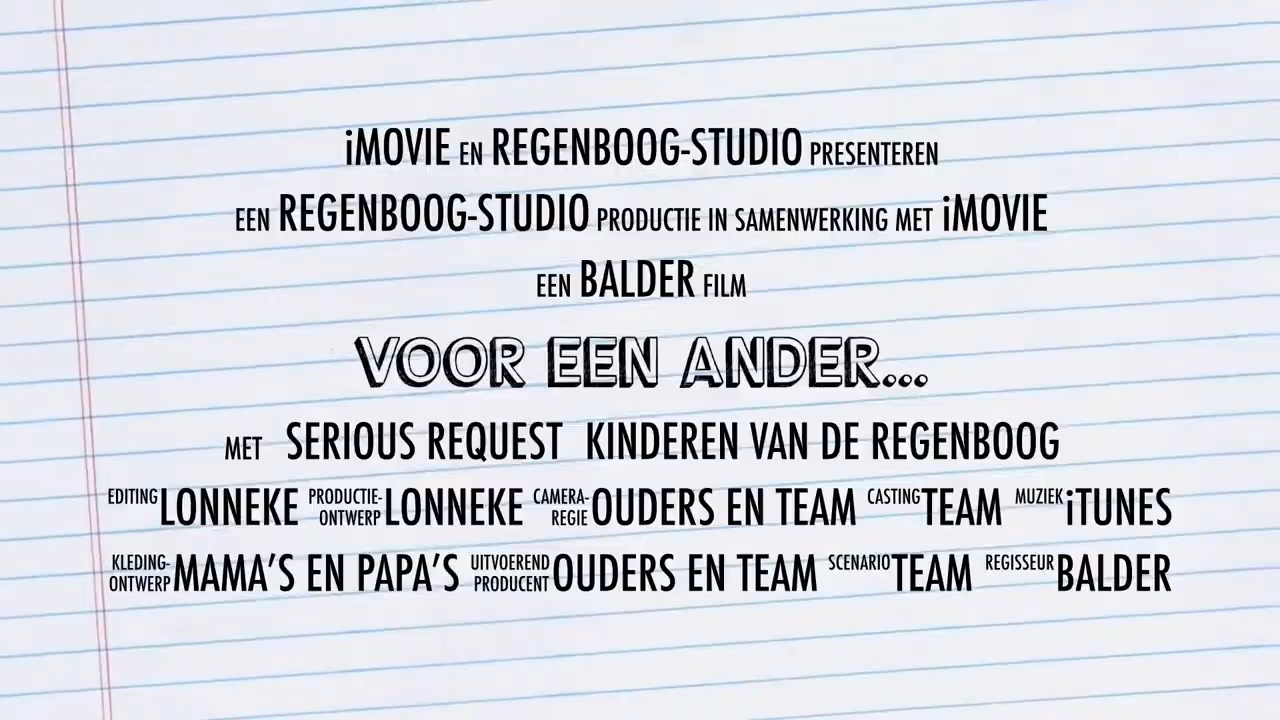 iMOVIE EN REGENBOOG-STUDIO PRESENTEREN
EEN REGENBOOG-STUDIO PRODUCTIE IN SAMENWERKING MET iMOVIE
EEN BALDER FILM
VOOR EEN ANDER...
MET SERIOUS REQUEST KINDEREN VAN DE REGENBOOG
EDITING LONNEKE PRODUCTIE-ONTWERP LONNEKE CAMERA-REGIE OUDERS EN TEAM CASTING TEAM MUZIEK iTUNES
KLEDING-ONTWERP MAMA'S EN PAPA'S UITVOEREND PRODUCENT OUDERS EN TEAM SCENARIO TEAM REGISSEUR BALDER